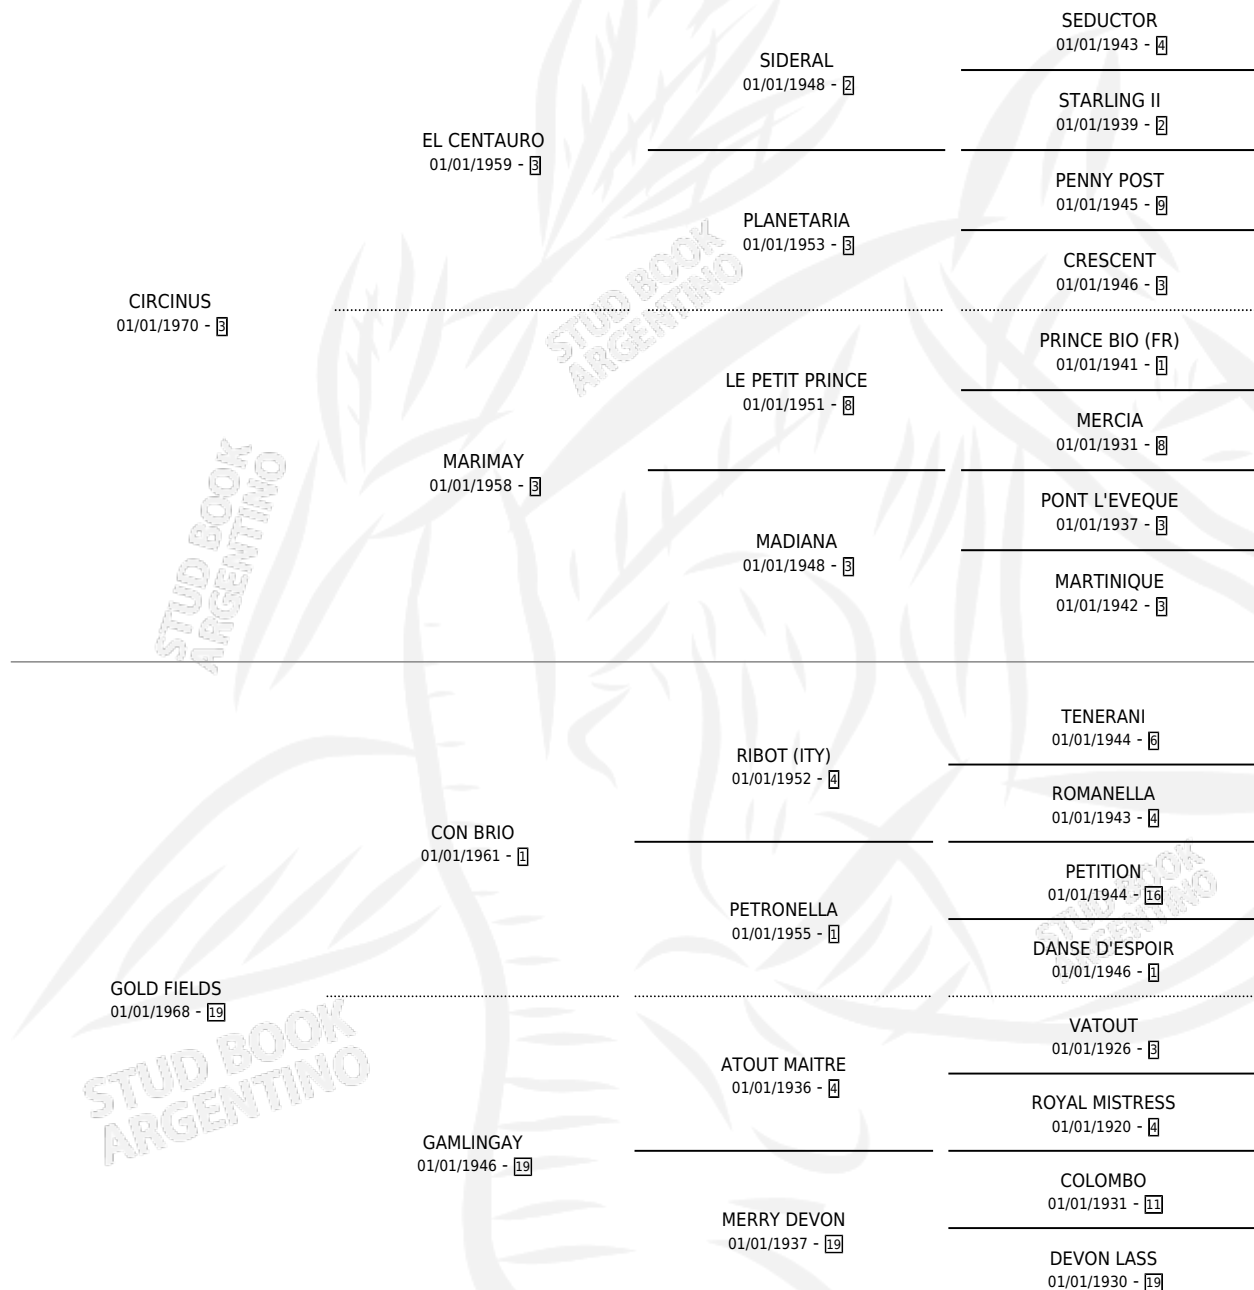 SEDUCTOR
01/01/1943 - 4
SIDERAL
01/01/1948 - 2
STARLING II
01/01/1939 - 2
EL CENTAURO
01/01/1959 - 3
PENNY POST
01/01/1945 - 9
PLANETARIA
01/01/1953 - 3
CRESCENT
01/01/1946 - 3
CIRCINUS
01/01/1970 - 3
PRINCE BIO (FR)
01/01/1941 - 1
LE PETIT PRINCE
01/01/1951 - 8
MERCIA
01/01/1931 - 8
MARIMAY
01/01/1958 - 3
PONT L'EVEQUE
01/01/1937 - 3
MADIANA
01/01/1948 - 3
MARTINIQUE
01/01/1942 - 3
TENERANI
01/01/1944 - 6
RIBOT (ITY)
01/01/1952 - 4
ROMANELLA
01/01/1943 - 4
CON BRIO
01/01/1961 - 1
PETITION
01/01/1944 - 16
PETRONELLA
01/01/1955 - 1
DANSE D'ESPOIR
01/01/1946 - 1
GOLD FIELDS
01/01/1968 - 19
VATOUT
01/01/1926 - 3
ATOUT MAITRE
01/01/1936 - 4
ROYAL MISTRESS
01/01/1920 - 4
GAMLINGAY
01/01/1946 - 19
COLOMBO
01/01/1931 - 11
MERRY DEVON
01/01/1937 - 19
DEVON LASS
01/01/1930 - 19
STUD BOOK
ARGENTINO
STUD BOOK
ARGENTINO
STUD BOOK
ARGENTINO
STUD BOOK
ARGENTINO